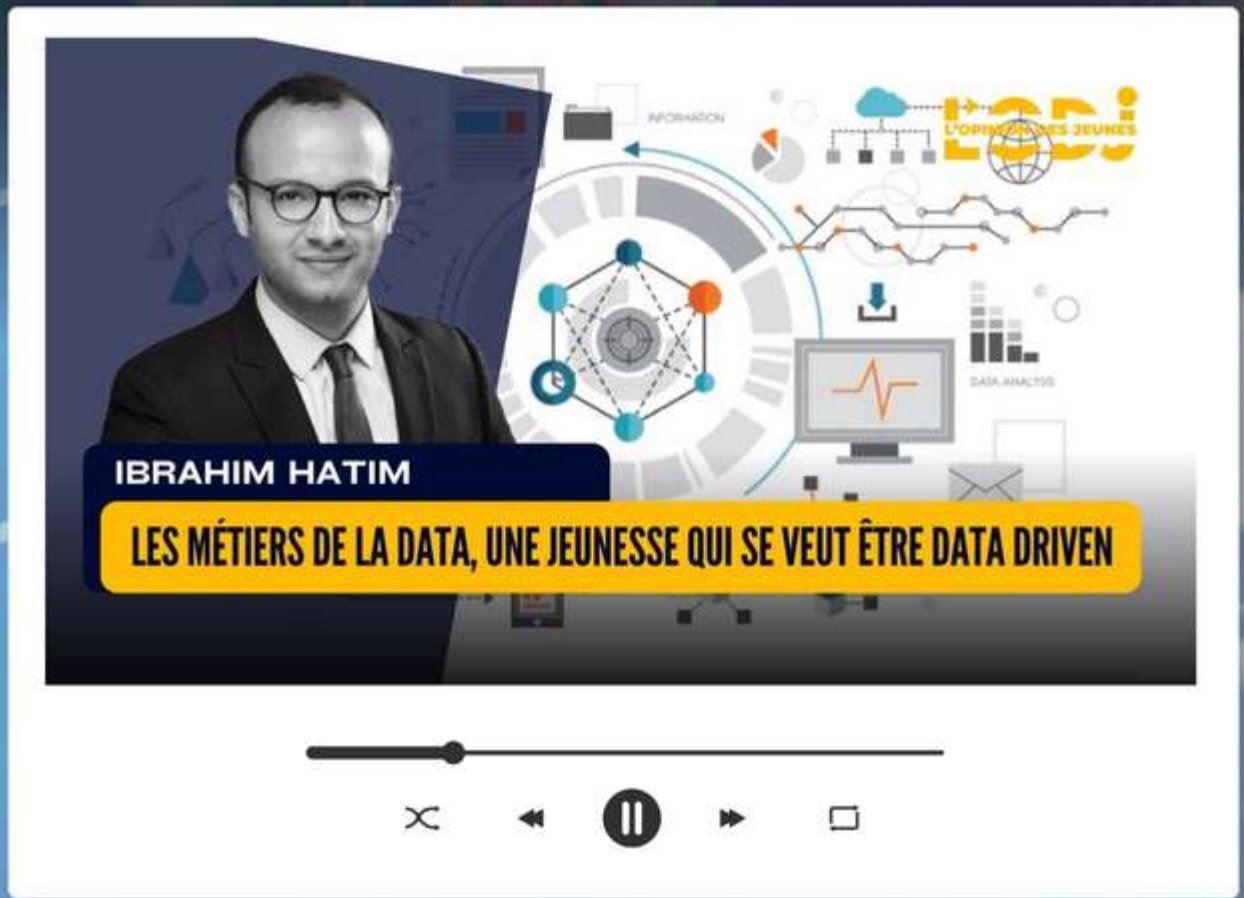 INFORMATION
L'ODJ
L'OPINION DES JEUNES
DATA ANALYSIS
IBRAHIM HATIM
LES MÉTIERS DE LA DATA, UNE JEUNESSE QUI SE VEUT ÊTRE DATA DRIVEN